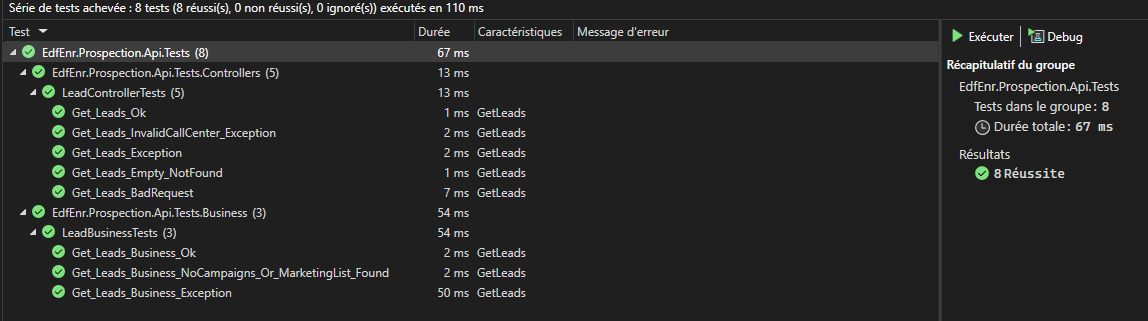 Série de tests achevée : 8 tests (8 réussi(s), 0 non réussi(s), 0 ignoré(s)) exécutés en 110 ms
Test Durée Caractéristiques Message d'erreur
EdfEnr.Prospection.Api.Tests (8) 67 ms
EdfEnr.Prospection.Api.Tests.Controllers (5) 13 ms
LeadControllerTests (5) 13 ms
Get_Leads_Ok 1 ms GetLeads
Get_Leads_InvalidCallCenter_Exception 2 ms GetLeads
Get_Leads_Exception 2 ms GetLeads
Get_Leads_Empty_NotFound 1 ms GetLeads
Get_Leads_BadRequest 7 ms GetLeads
EdfEnr.Prospection.Api.Tests.Business (3) 54 ms
LeadBusinessTests (3) 54 ms
Get_Leads_Business_Ok 2 ms GetLeads
Get_Leads_Business_NoCampaigns_Or_MarketingList_Found 2 ms GetLeads
Get_Leads_Business_Exception 50 ms GetLeads
Exécuter Debug
Récapitulatif du groupe
EdfEnr.Prospection.Api.Tests
Tests dans le groupe : 8
Durée totale : 67 ms
Résultats
8 Réussite